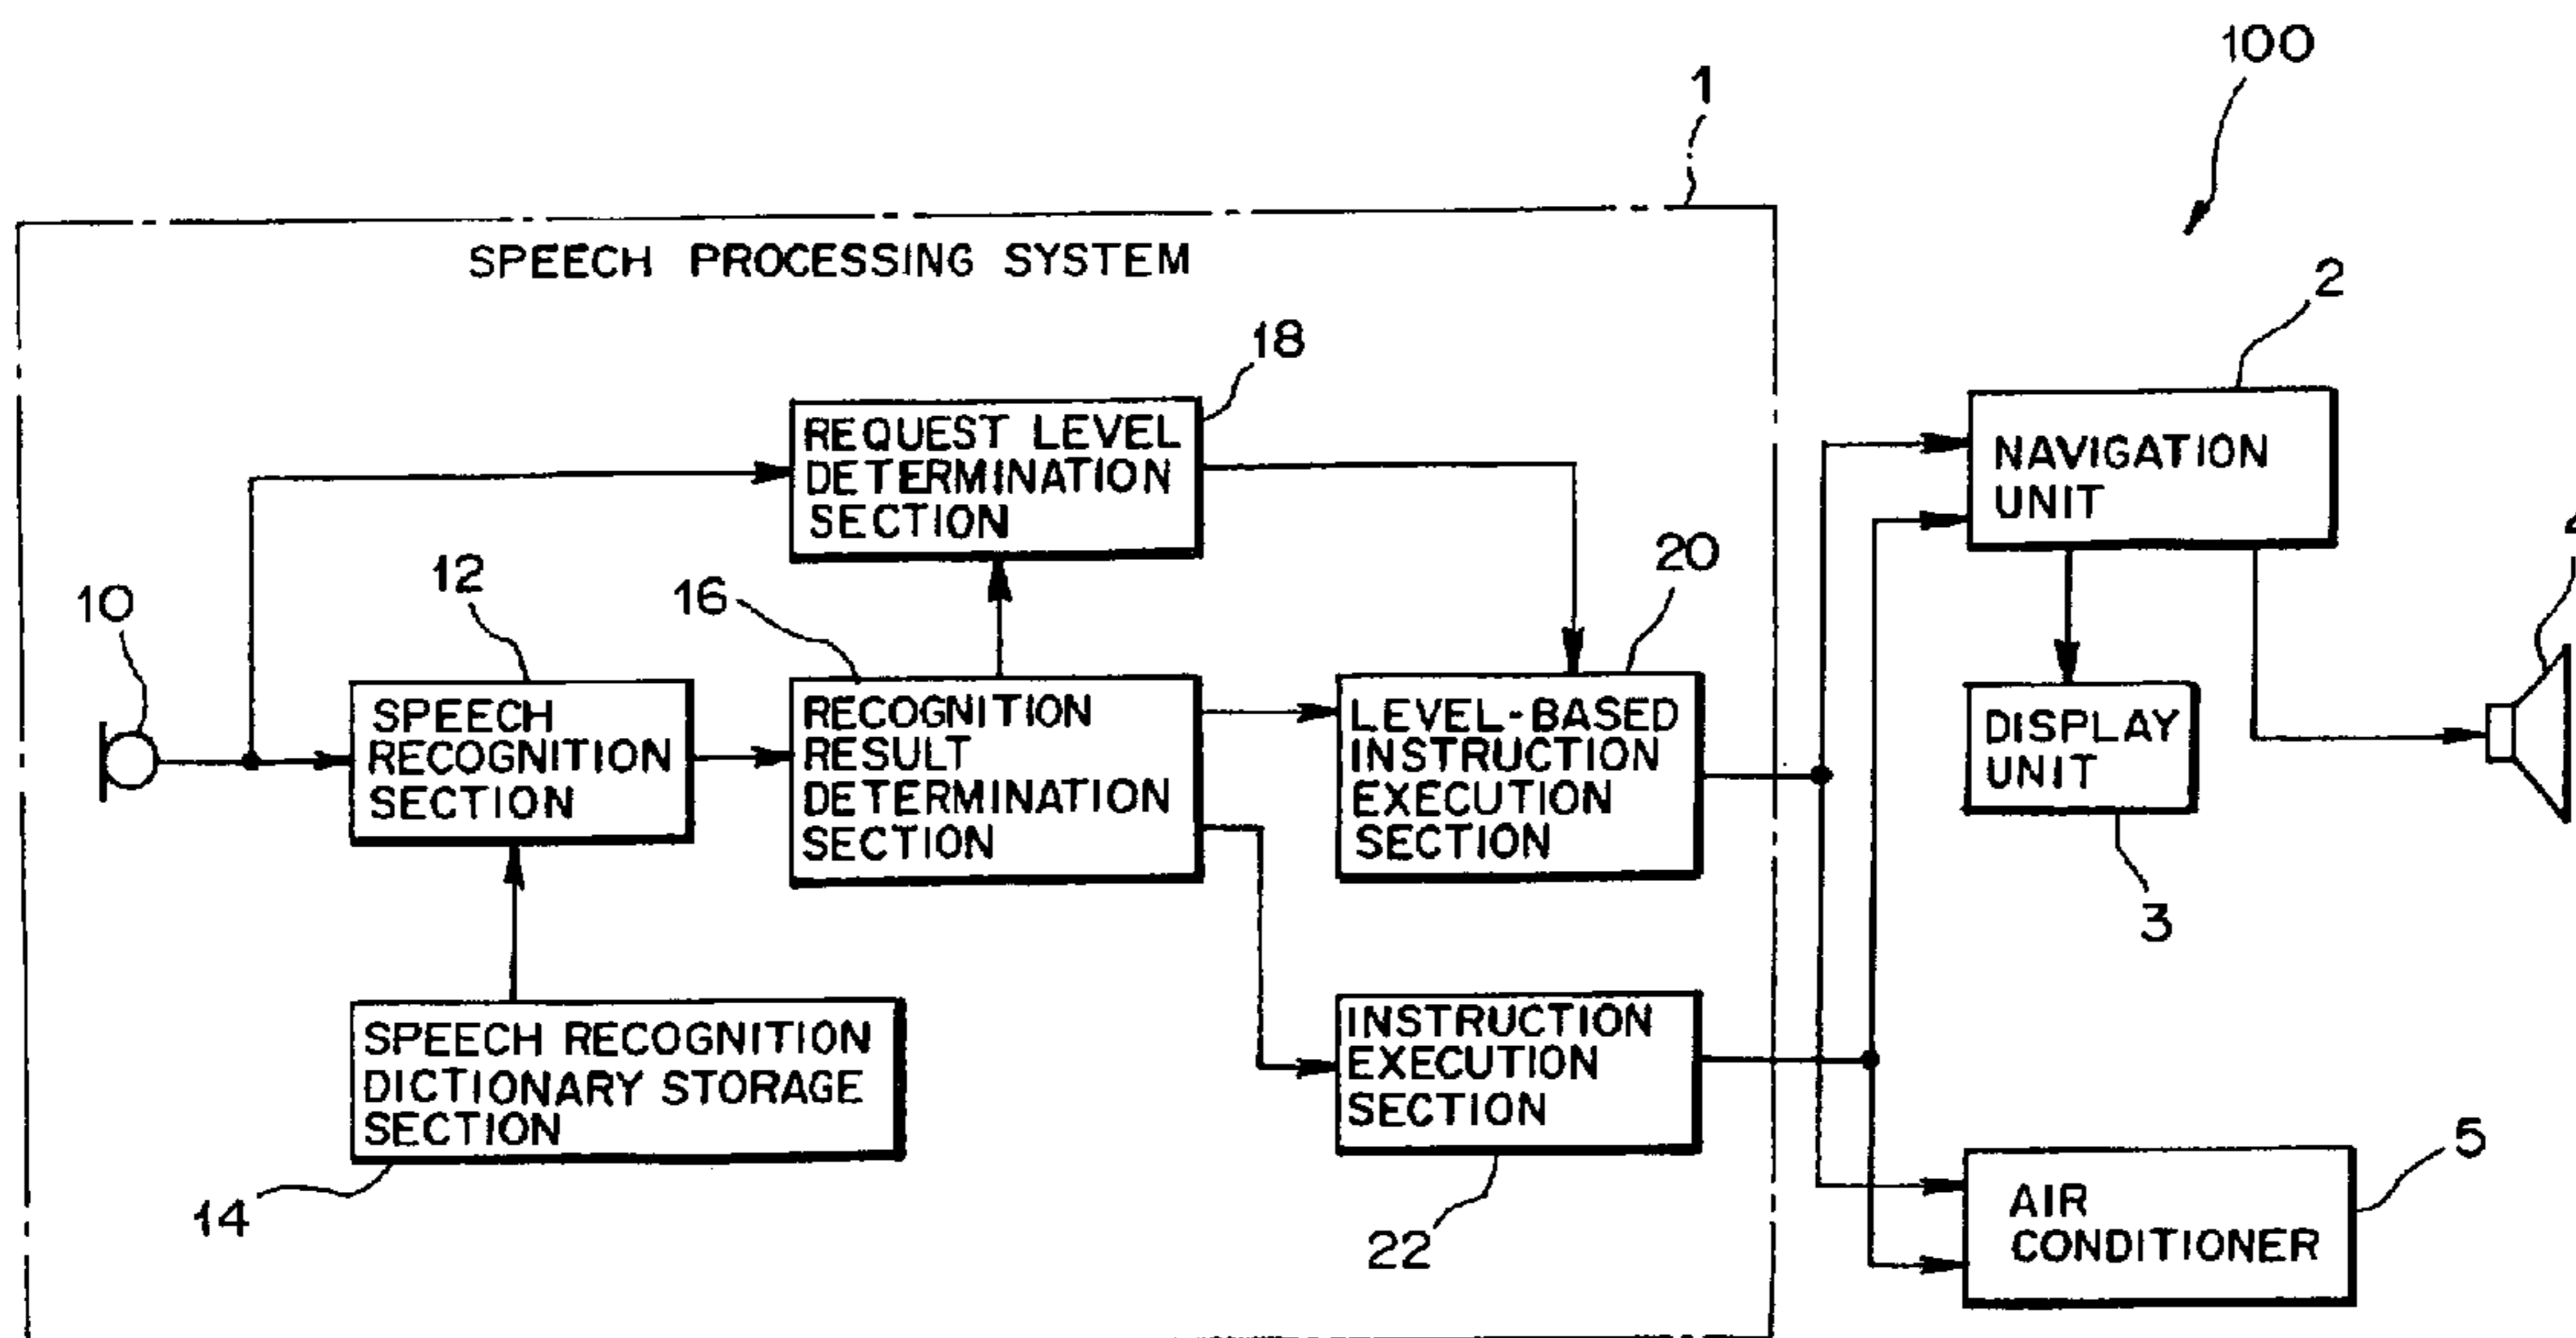 100
1
SPEECH PROCESSING SYSTEM
2
18
REQUEST LEVEL
DETERMINATION
SECTION
NAVIGATION
UNIT
10
12
16
20
SPEECH
RECOGNITION
SECTION
RECOGNITION
RESULT
DETERMINATION
SECTION
LEVEL-BASED
INSTRUCTION
EXECUTION
SECTION
DISPLAY
UNIT
3
SPEECH RECOGNITION
DICTIONARY STORAGE
SECTION
INSTRUCTION
EXECUTION
SECTION
14
22
5
AIR
CONDITIONER